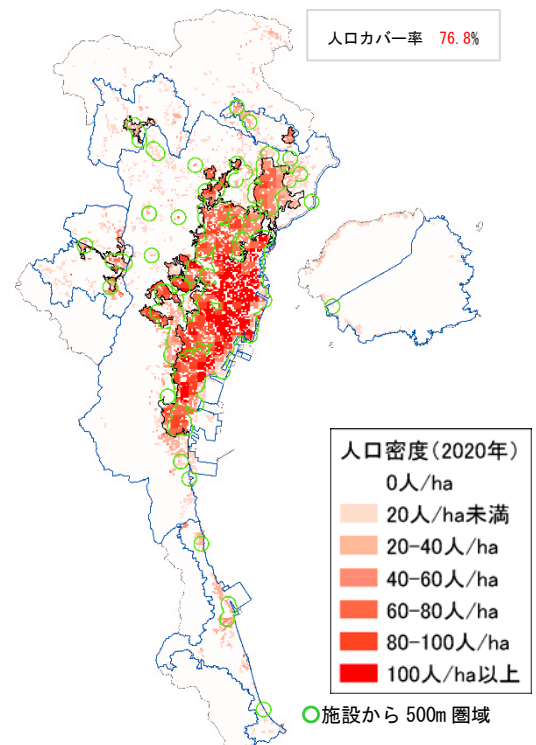 人口カバー率 76.8%
人口密度(2020年)
0人/ha
20人/ha未満
20-40人/ha
40-60人/ha
60-80人/ha
80-100人/ha
100人/ha以上
施設から500m圏域